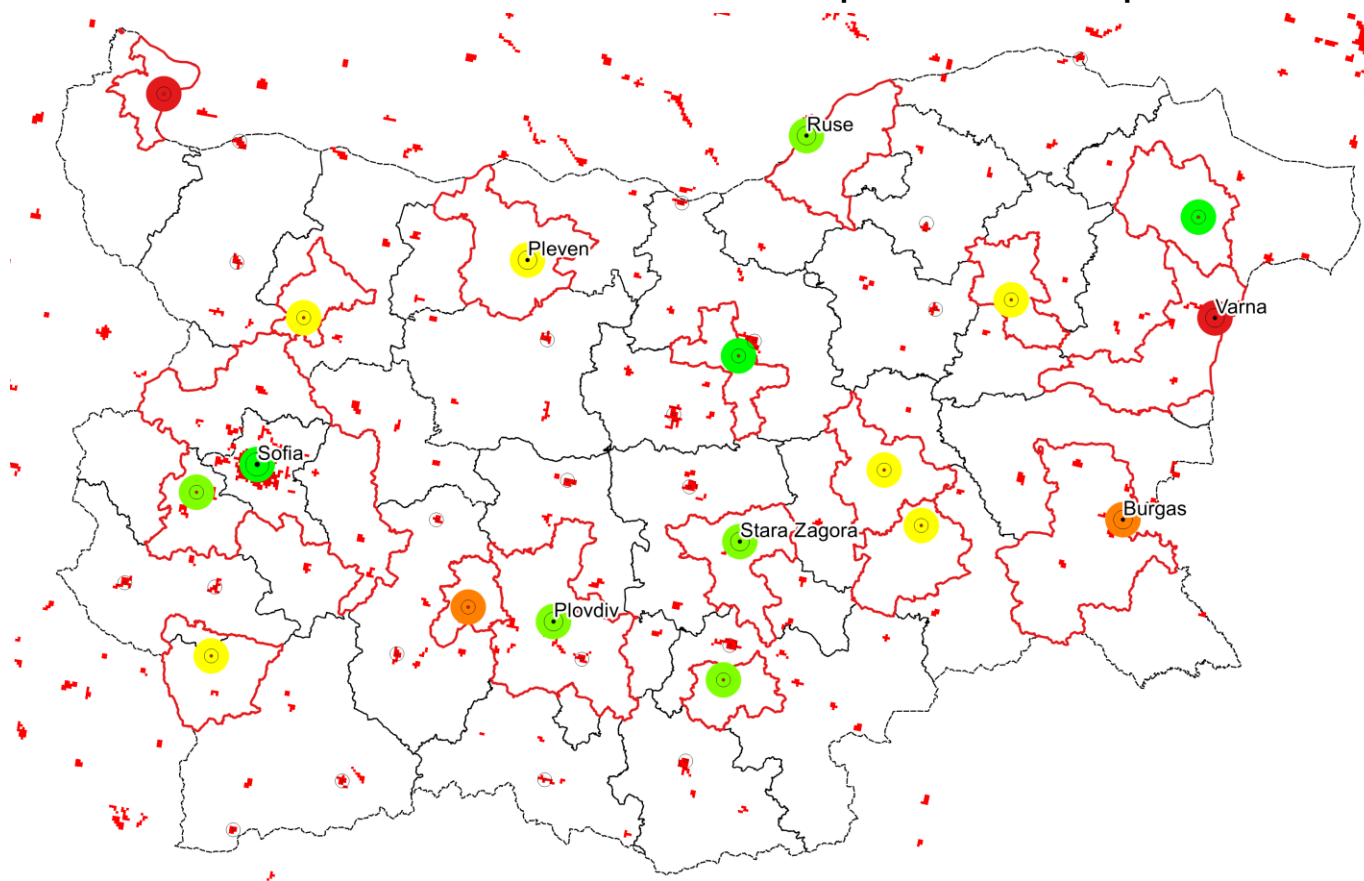 Ruse
Pleven
Varna
Sofia
Burgas
Stara Zagora
Plovdiv